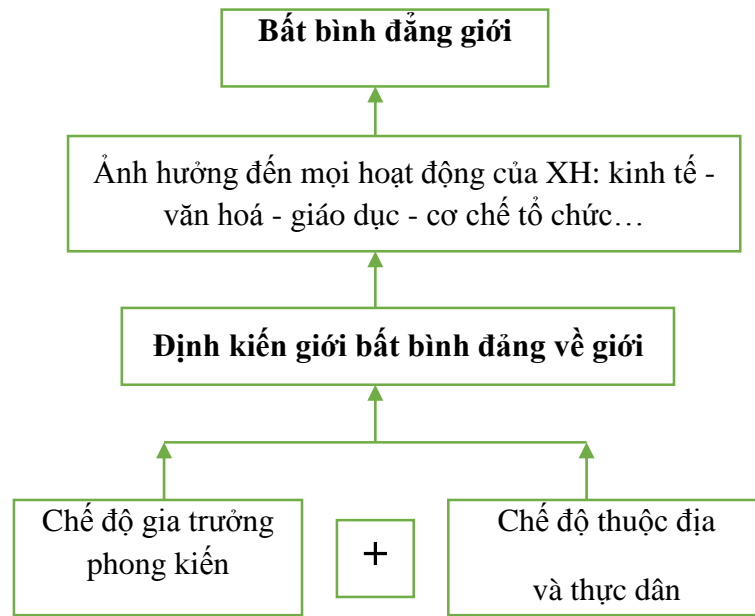 Bất bình đẳng giới
Ảnh hưởng đến mọi hoạt động của XH: kinh tế -
văn hoá - giáo dục - cơ chế tổ chức…
Định kiến giới bất bình đảng về giới
Chế độ gia trưởng
phong kiến
+
Chế độ thuộc địa
và thực dân